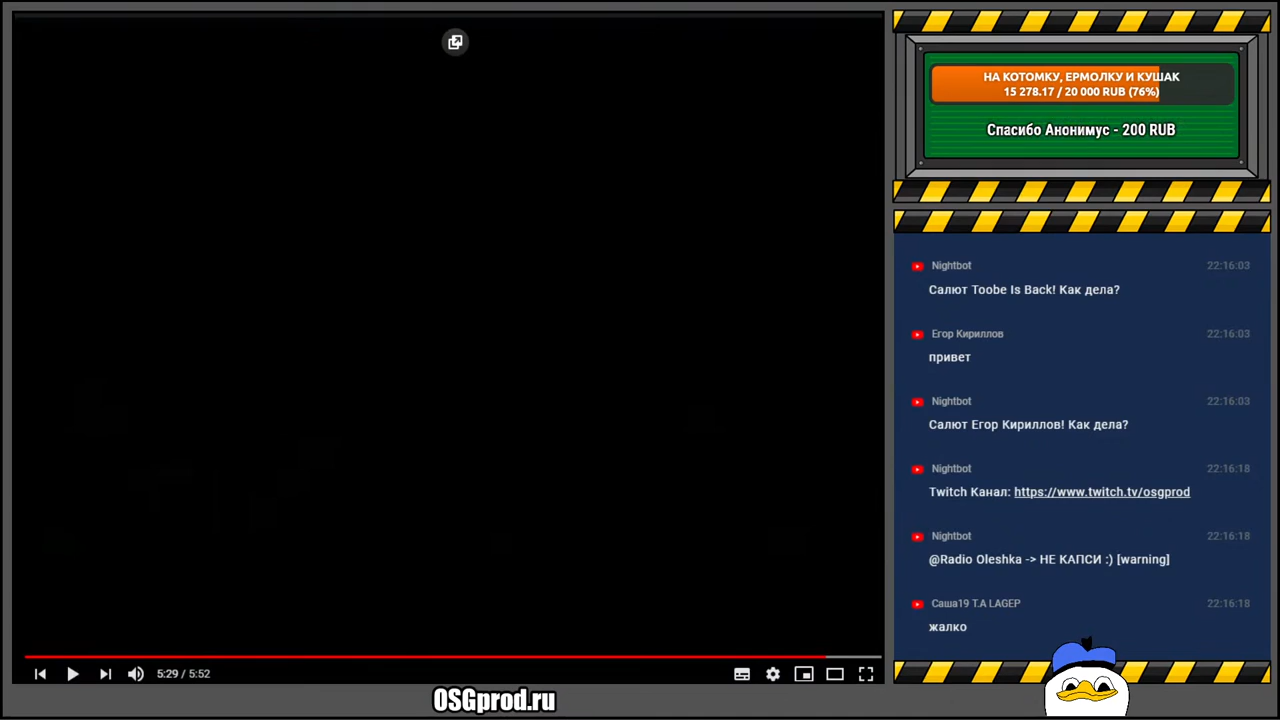 НА КОТОМКУ, ЕРМОЛКУ И КУШАК
15 278.17 / 20 000 RUB (76%)
Спасибо Анонимус - 200 RUB
Nightbot 22:16:03
Салют Toobe Is Back! Как дела?
Егор Кириллов 22:16:03
привет
Nightbot 22:16:03
Салют Егор Кириллов! Как дела?
Nightbot 22:16:18
Twitch Канал: https://www.twitch.tv/osgprod
Nightbot 22:16:18
@Radio Oleshka -> НЕ КАПСИ :) [warning]
Саша19 T.A LAGEP 22:16:18
жалко
5:29 / 5:52
OSGprod.ru